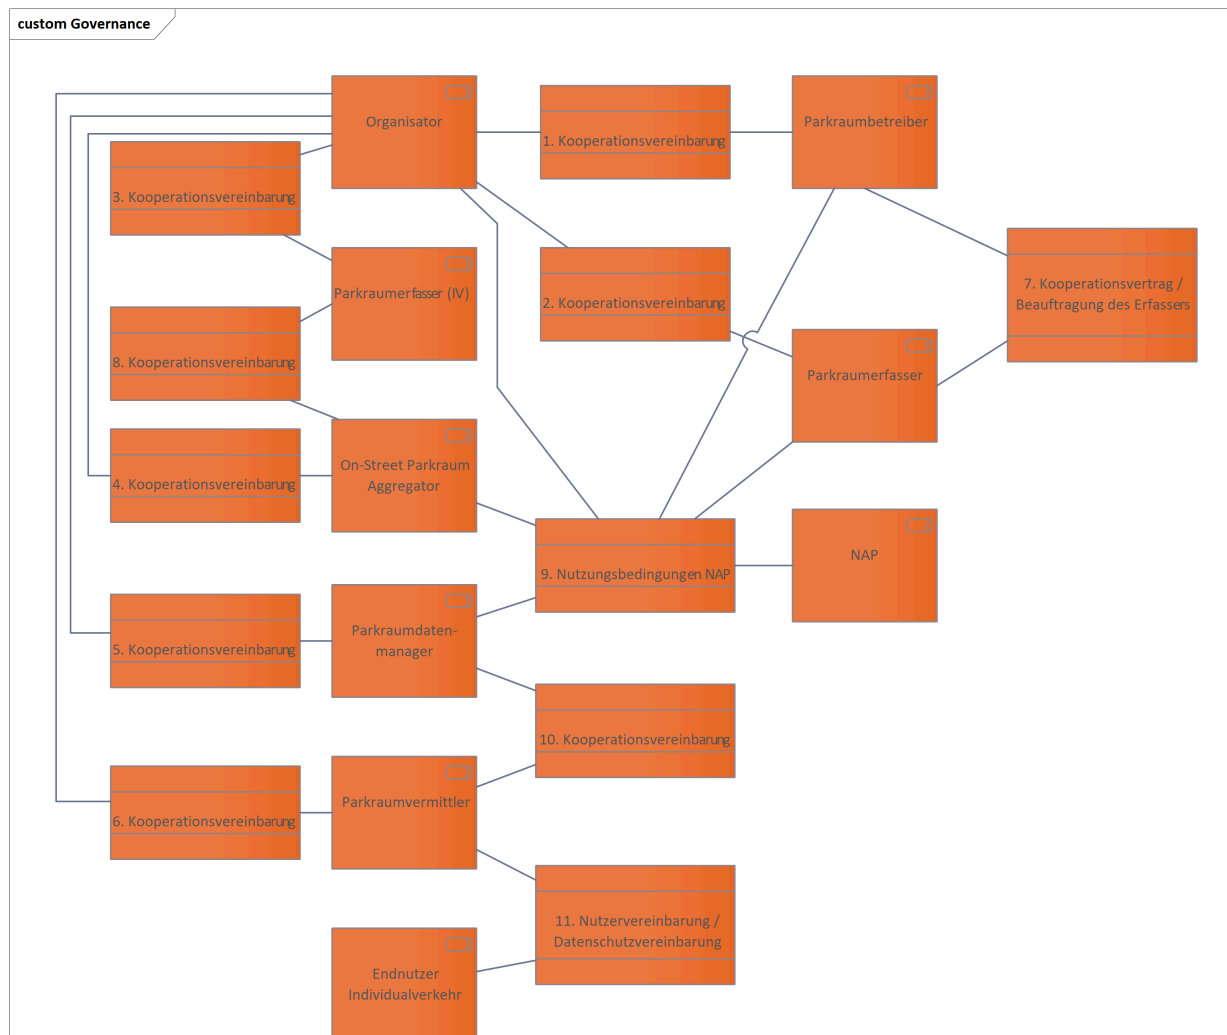 custom Governance
Organisator
1. Kooperationsvereinbarung
Parkraumbetreiber
3. Kooperationsvereinbarung
Parkraumerfasser (IV)
2. Kooperationsvereinbarung
7. Kooperationsvertrag /
Beauftragung des Erfassers
8. Kooperationsvereinbarung
Parkraumerfasser
4. Kooperationsvereinbarung
On-Street Parkraum
Aggregator
9. Nutzungsbedingungen NAP
NAP
5. Kooperationsvereinbarung
Parkraumdaten-
manager
10. Kooperationsvereinbarung
6. Kooperationsvereinbarung
Parkraumvermittler
11. Nutzervereinbarung /
Datenschutzvereinbarung
Endnutzer
Individualverkehr